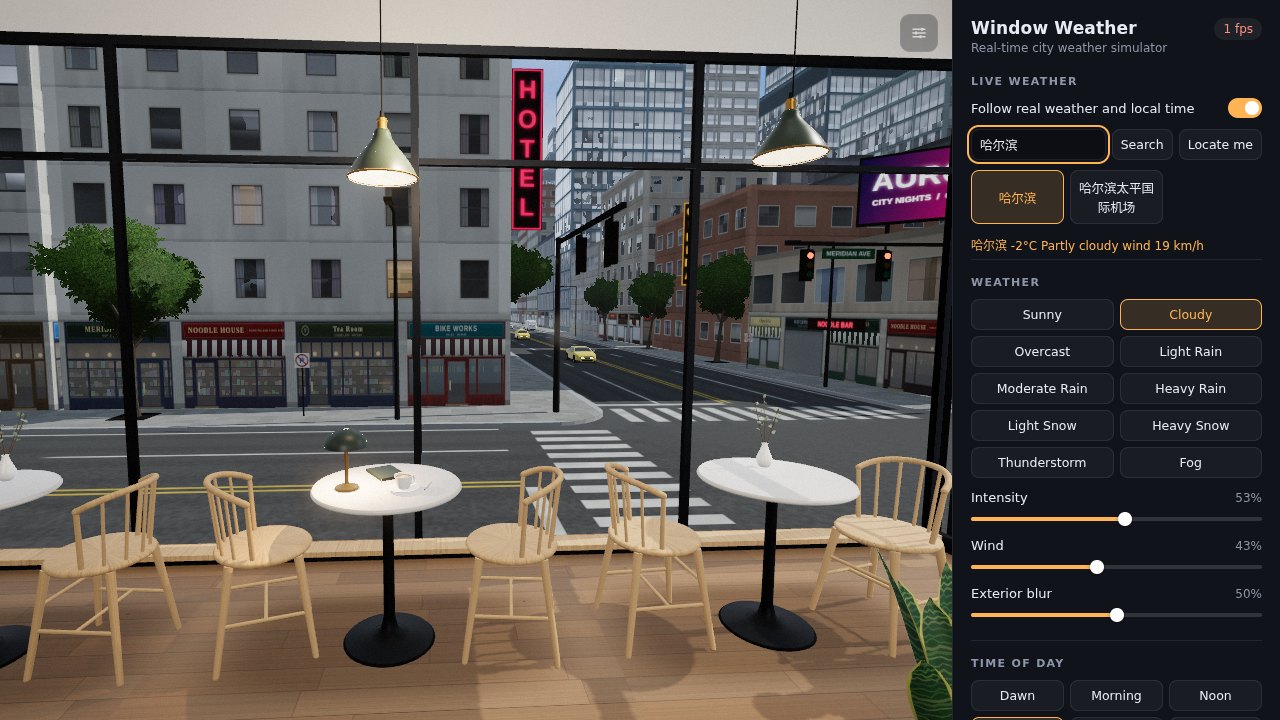 HOTEL
AUR
CITY NIGHTS /
MERIDIAN AVE
MERID
NOODLE HOUSE
Tea Room
BIKE WORKS
NOODLE BAR
NOODLE HOUSE
Window Weather
1 fps
Real-time city weather simulator
LIVE WEATHER
Follow real weather and local time
哈尔滨
Search
Locate me
哈尔滨
哈尔滨太平国
际机场
哈尔滨 -2°C Partly cloudy wind 19 km/h
WEATHER
Sunny
Cloudy
Overcast
Light Rain
Moderate Rain
Heavy Rain
Light Snow
Heavy Snow
Thunderstorm
Fog
Intensity
53%
Wind
43%
Exterior blur
50%
TIME OF DAY
Dawn
Morning
Noon